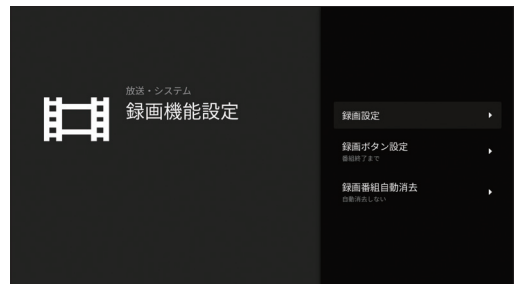 放送・システム
録画機能設定
録画設定
録画ボタン設定
番組終了まで
録画番組自動消去
自動消去しない